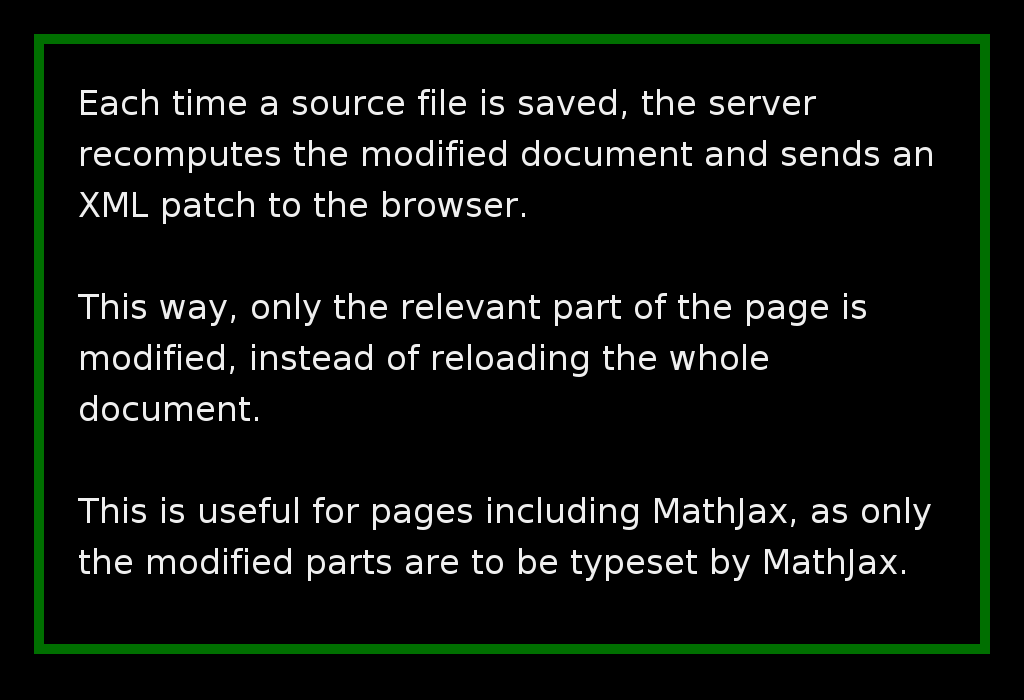 Each time a source file is saved, the server
recomputes the modified document and sends an
XML patch to the browser.
This way, only the relevant part of the page is
modified, instead of reloading the whole
document.
This is useful for pages including MathJax, as only
the modified parts are to be typeset by MathJax.